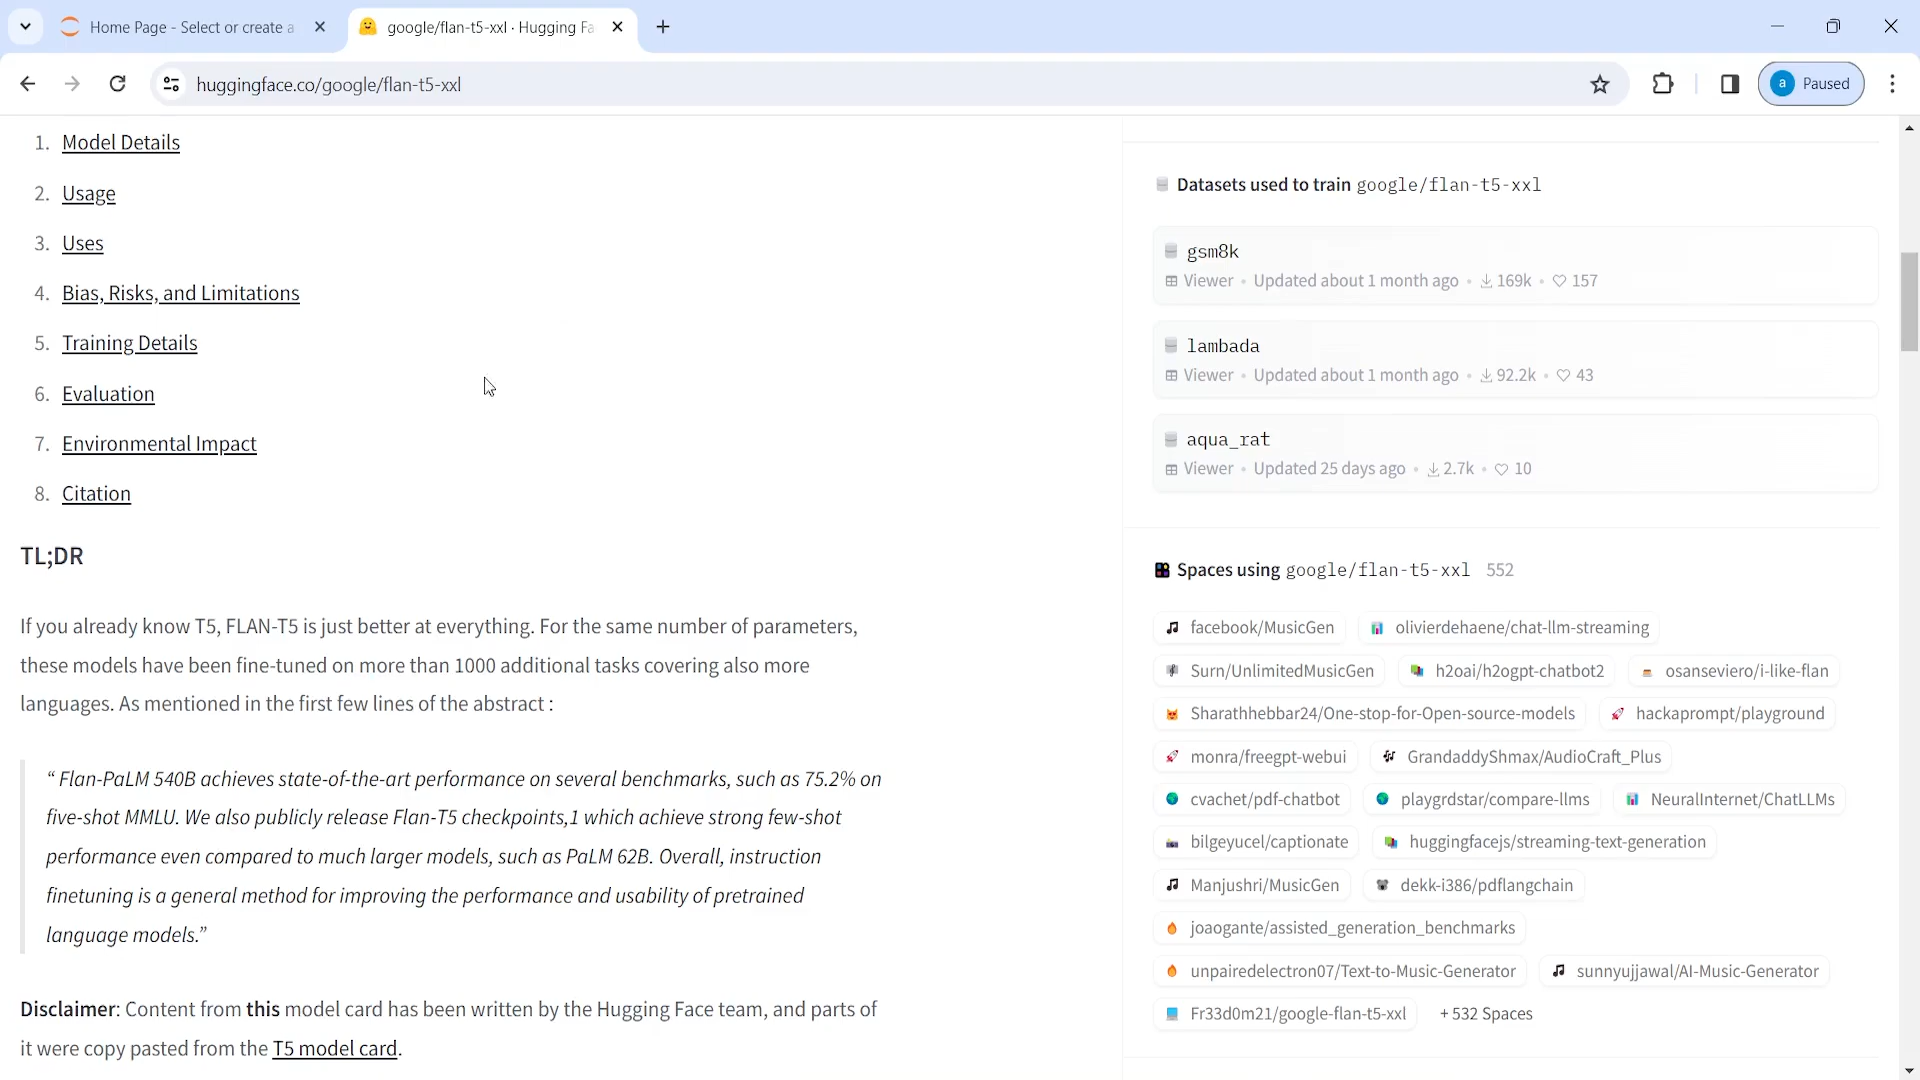 Home Page - Select or create a
google/flan-t5-xxl · Hugging Fa
huggingface.co/google/flan-t5-xxl
a Paused
1. Model Details
2. Usage
3. Uses
4. Bias, Risks, and Limitations
5. Training Details
6. Evaluation
7. Environmental Impact
8. Citation
TL;DR
If you already know T5, FLAN-T5 is just better at everything. For the same number of parameters,
these models have been fine-tuned on more than 1000 additional tasks covering also more
languages. As mentioned in the first few lines of the abstract :
“ Flan-PaLM 540B achieves state-of-the-art performance on several benchmarks, such as 75.2% on
five-shot MMLU. We also publicly release Flan-T5 checkpoints,1 which achieve strong few-shot
performance even compared to much larger models, such as PaLM 62B. Overall, instruction
finetuning is a general method for improving the performance and usability of pretrained
language models.”
Disclaimer: Content from this model card has been written by the Hugging Face team, and parts of
it were copy pasted from the T5 model card.
Datasets used to train google/flan-t5-xxl
gsm8k
Viewer • Updated about 1 month ago • 169k • 157
lambada
Viewer • Updated about 1 month ago • 92.2k • 43
aqua_rat
Viewer • Updated 25 days ago • 2.7k • 10
Spaces using google/flan-t5-xxl 552
facebook/MusicGen olivierdehaene/chat-llm-streaming
Surn/UnlimitedMusicGen h2oai/h2ogpt-chatbot2 osanseviero/i-like-flan
Sharathhebbar24/One-stop-for-Open-source-models hackaprompt/playground
monra/freegpt-webui GrandaddyShmax/AudioCraft_Plus
cvachet/pdf-chatbot playgrdstar/compare-llms NeuralInternet/ChatLLMs
bilgeyucel/captionate huggingfacejs/streaming-text-generation
Manjushri/MusicGen dekk-i386/pdflangchain
joaogante/assisted_generation_benchmarks
unpairedelectron07/Text-to-Music-Generator sunnyujjawal/AI-Music-Generator
Fr33d0m21/google-flan-t5-xxl + 532 Spaces